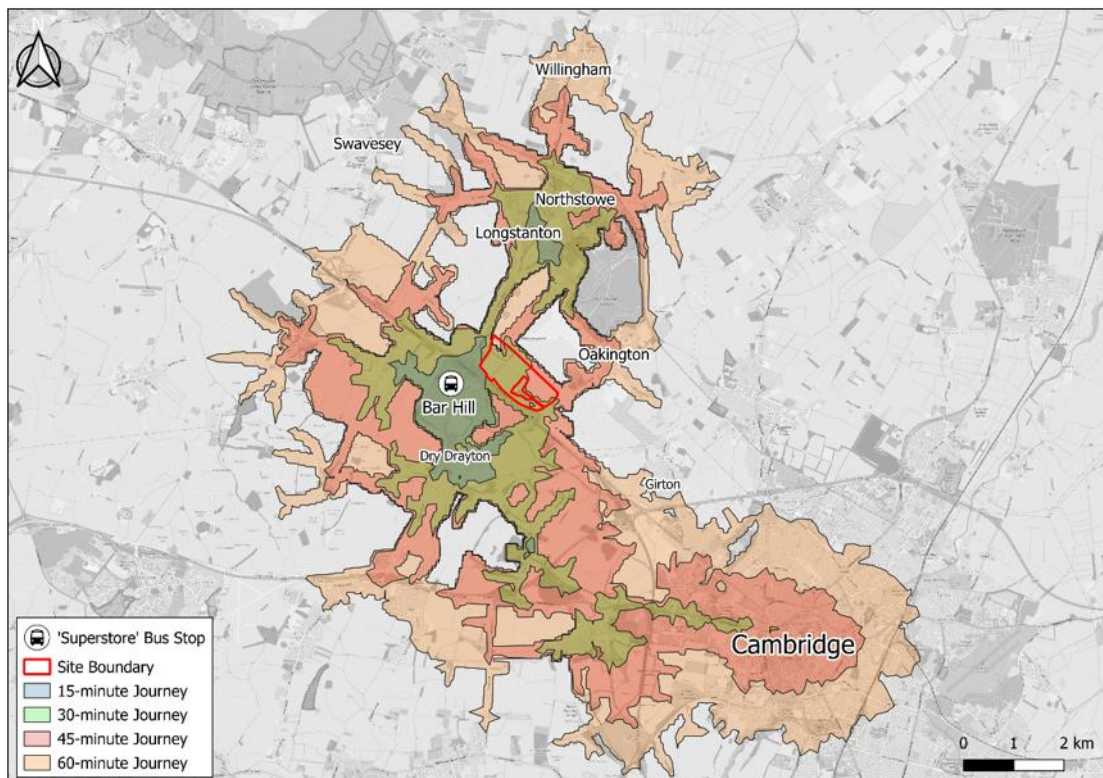 N
Willingham
Swavesey
Northstowe
Longstanton
Oakington
Bar Hill
Dry Drayton
Girton
Cambridge
'Superstore' Bus Stop
Site Boundary
15-minute Journey
30-minute Journey
45-minute Journey
60-minute Journey
0 1 2 km